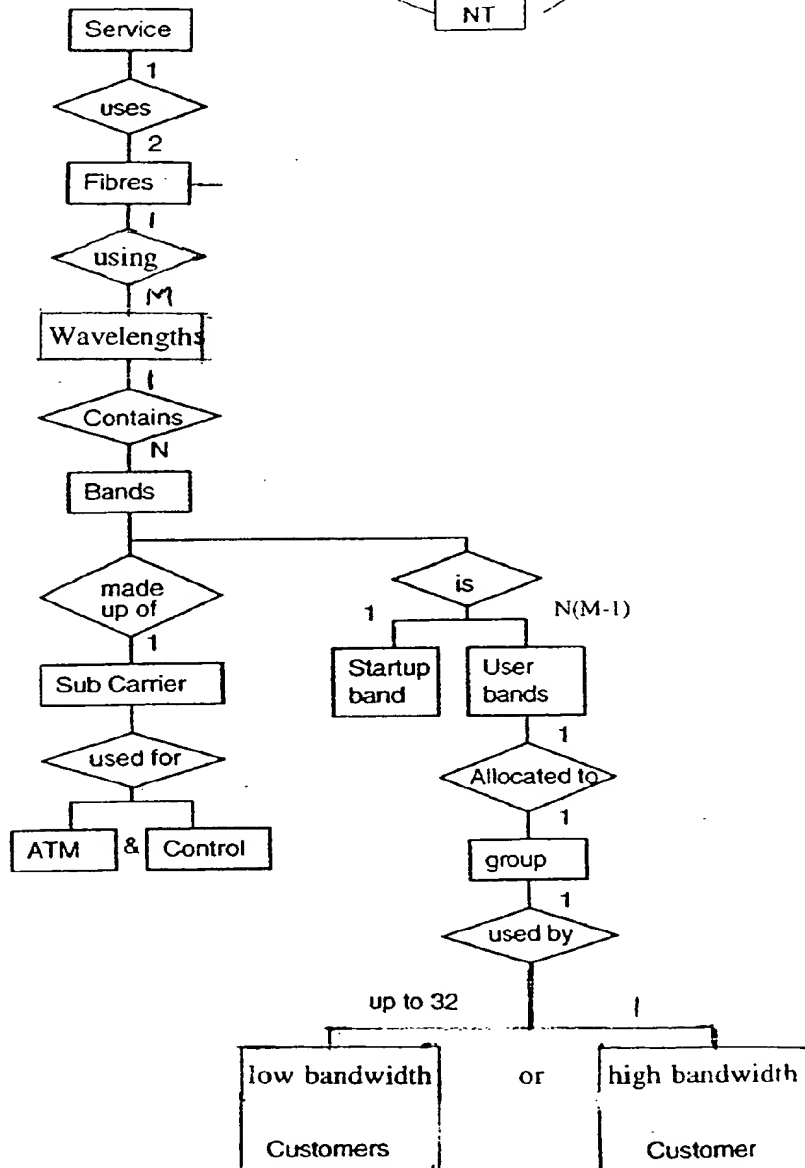 NT
Service
1
uses
2
Fibres
1
using
M
Wavelengths
1
Contains
N
Bands
made
up of
1
Sub Carrier
used for
ATM & Control
is
1
N(M-1)
Startup
band
User
bands
1
Allocated to
1
group
1
used by
up to 32
1
low bandwidth
Customers
or
high bandwidth
Customer